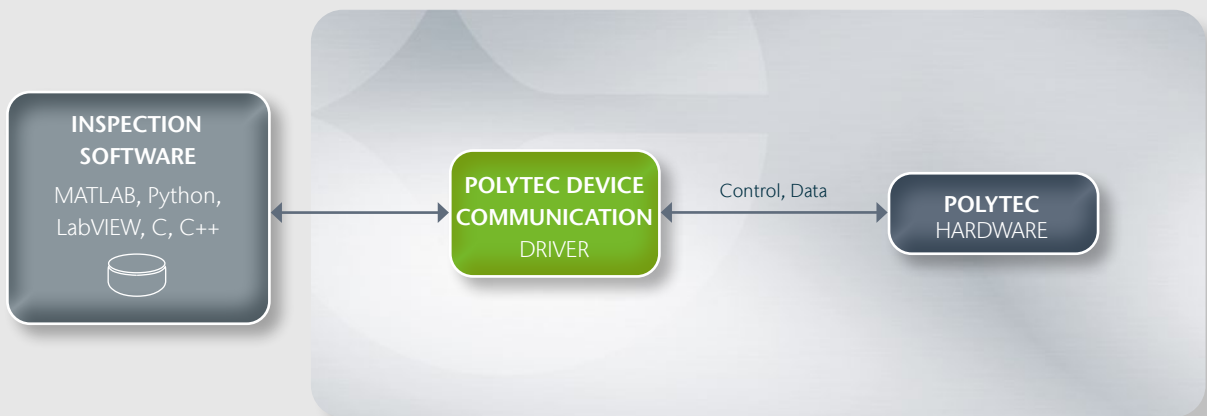 INSPECTION
SOFTWARE
MATLAB, Python,
LabVIEW, C, C++
POLYTEC DEVICE
COMMUNICATION
DRIVER
Control, Data
POLYTEC
HARDWARE